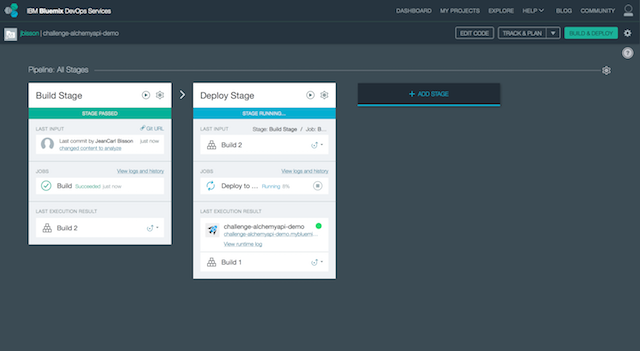 IBM Bluemix DevOps Services
DASHBOARD MY PROJECTS EXPLORE HELP BLOG COMMUNITY
jbisson | challenge-alchemyapi-demo
EDIT CODE TRACK & PLAN BUILD & DEPLOY
?
Pipeline: All Stages
Build Stage
STAGE PASSED
LAST INPUT Git URL
Last commit by JeanCarl Bisson just now
changed content to analyze
JOBS View logs and history
Build Succeeded just now
LAST EXECUTION RESULT
Build 2
Deploy Stage
STAGE RUNNING...
LAST INPUT Stage: Build Stage / Job: B...
Build 2
JOBS View logs and history
Deploy to ... Running 6%
LAST EXECUTION RESULT
challenge-alchemyapi-demo
challenge-alchemyapi-demo.mybluemi...
View runtime log
Build 1
+ ADD STAGE